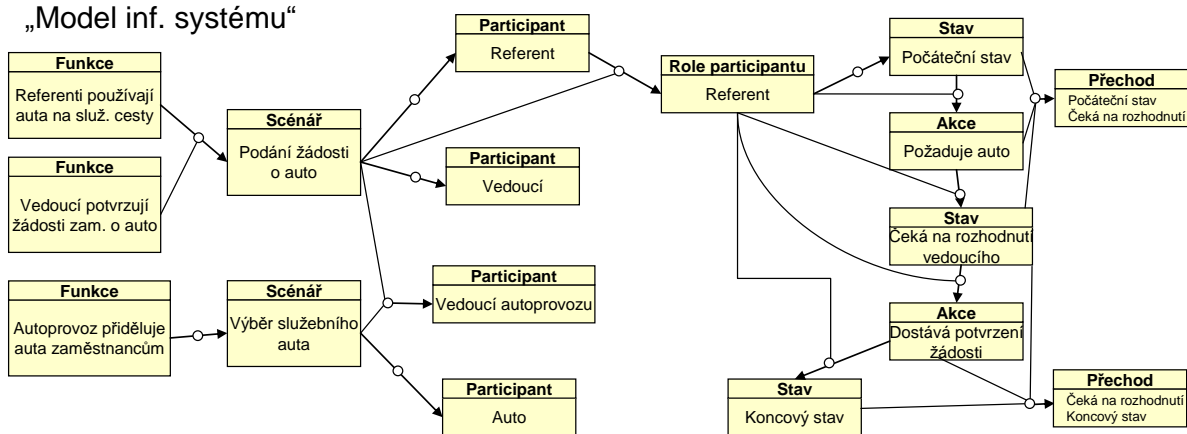 „Model inf. systému“
Funkce
Referenti používají
auta na služ. cesty
Funkce
Vedoucí potvrzují
žádosti zam. o auto
Funkce
Autoprovoz přiděluje
auta zaměstnancům
Scénář
Podání žádosti
o auto
Scénář
Výběr služebního
auta
Participant
Referent
Participant
Vedoucí
Participant
Vedoucí autoprovozu
Participant
Auto
Role participantu
Referent
Stav
Počáteční stav
Akce
Požaduje auto
Stav
Čeká na rozhodnutí
vedoucího
Akce
Dostává potvrzení
žádosti
Stav
Koncový stav
Přechod
Počáteční stav
Čeká na rozhodnutí
Přechod
Čeká na rozhodnutí
Koncový stav